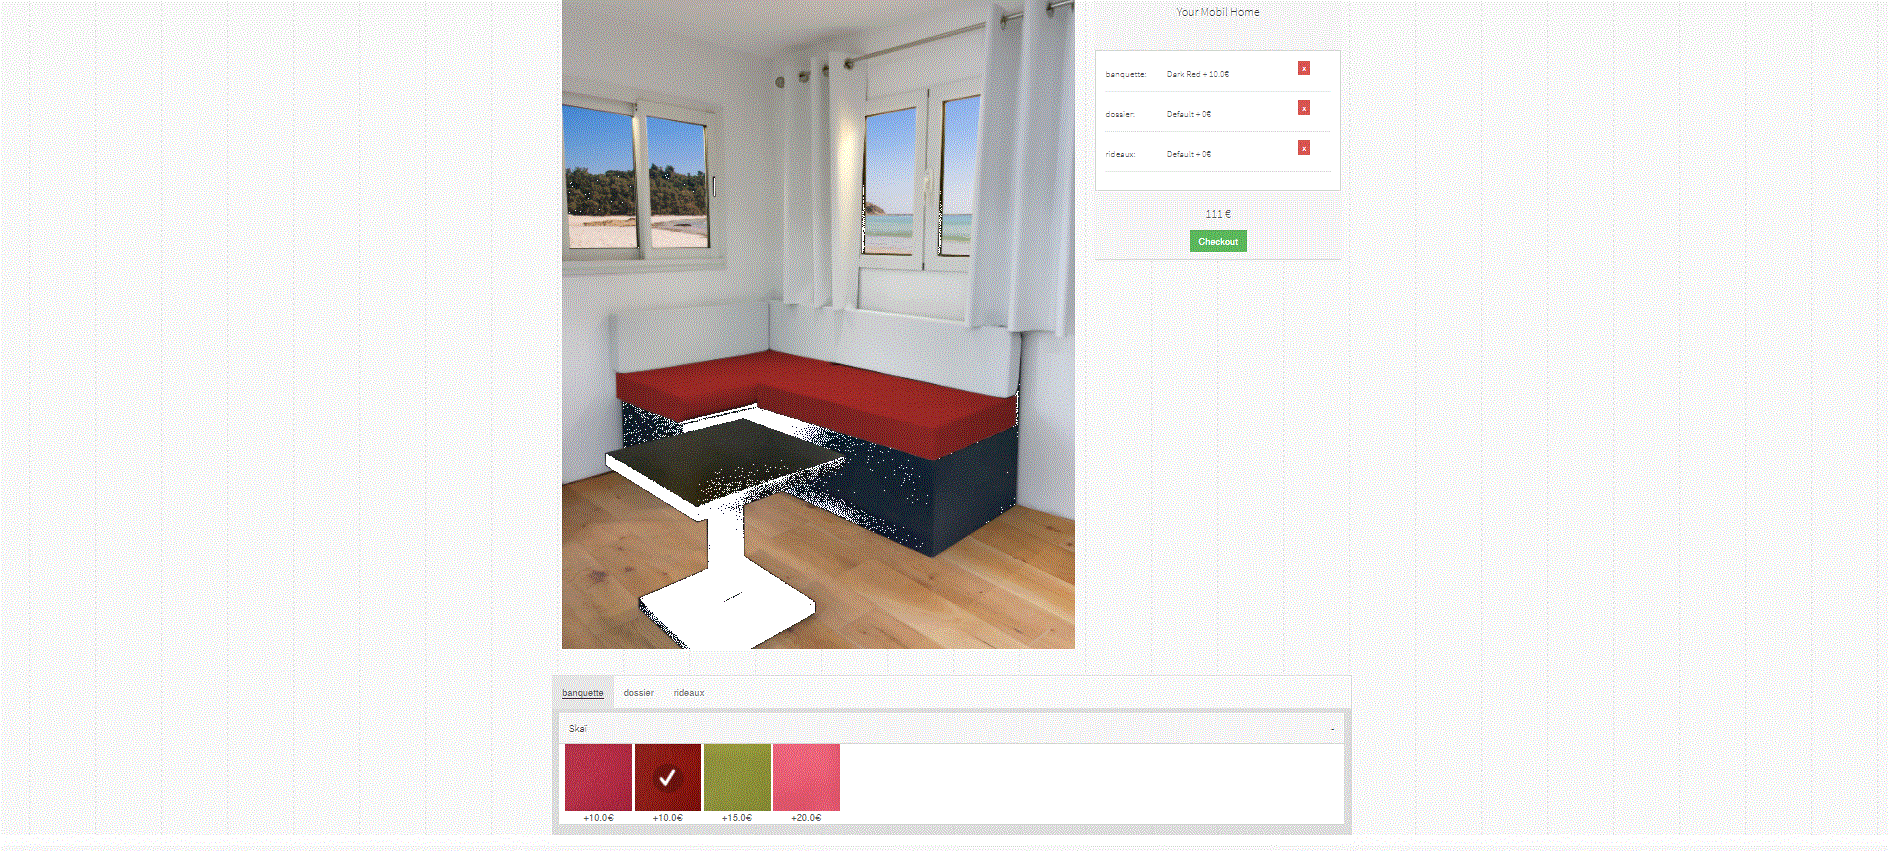 Your Mobil Home
banquette: Dark Red + 10.0€ x
dossier: Default + 0€ x
rideaux: Default + 0€ x
111 €
Checkout
banquette dossier rideaux
Skaï -
+10.0€ +10.0€ +15.0€ +20.0€